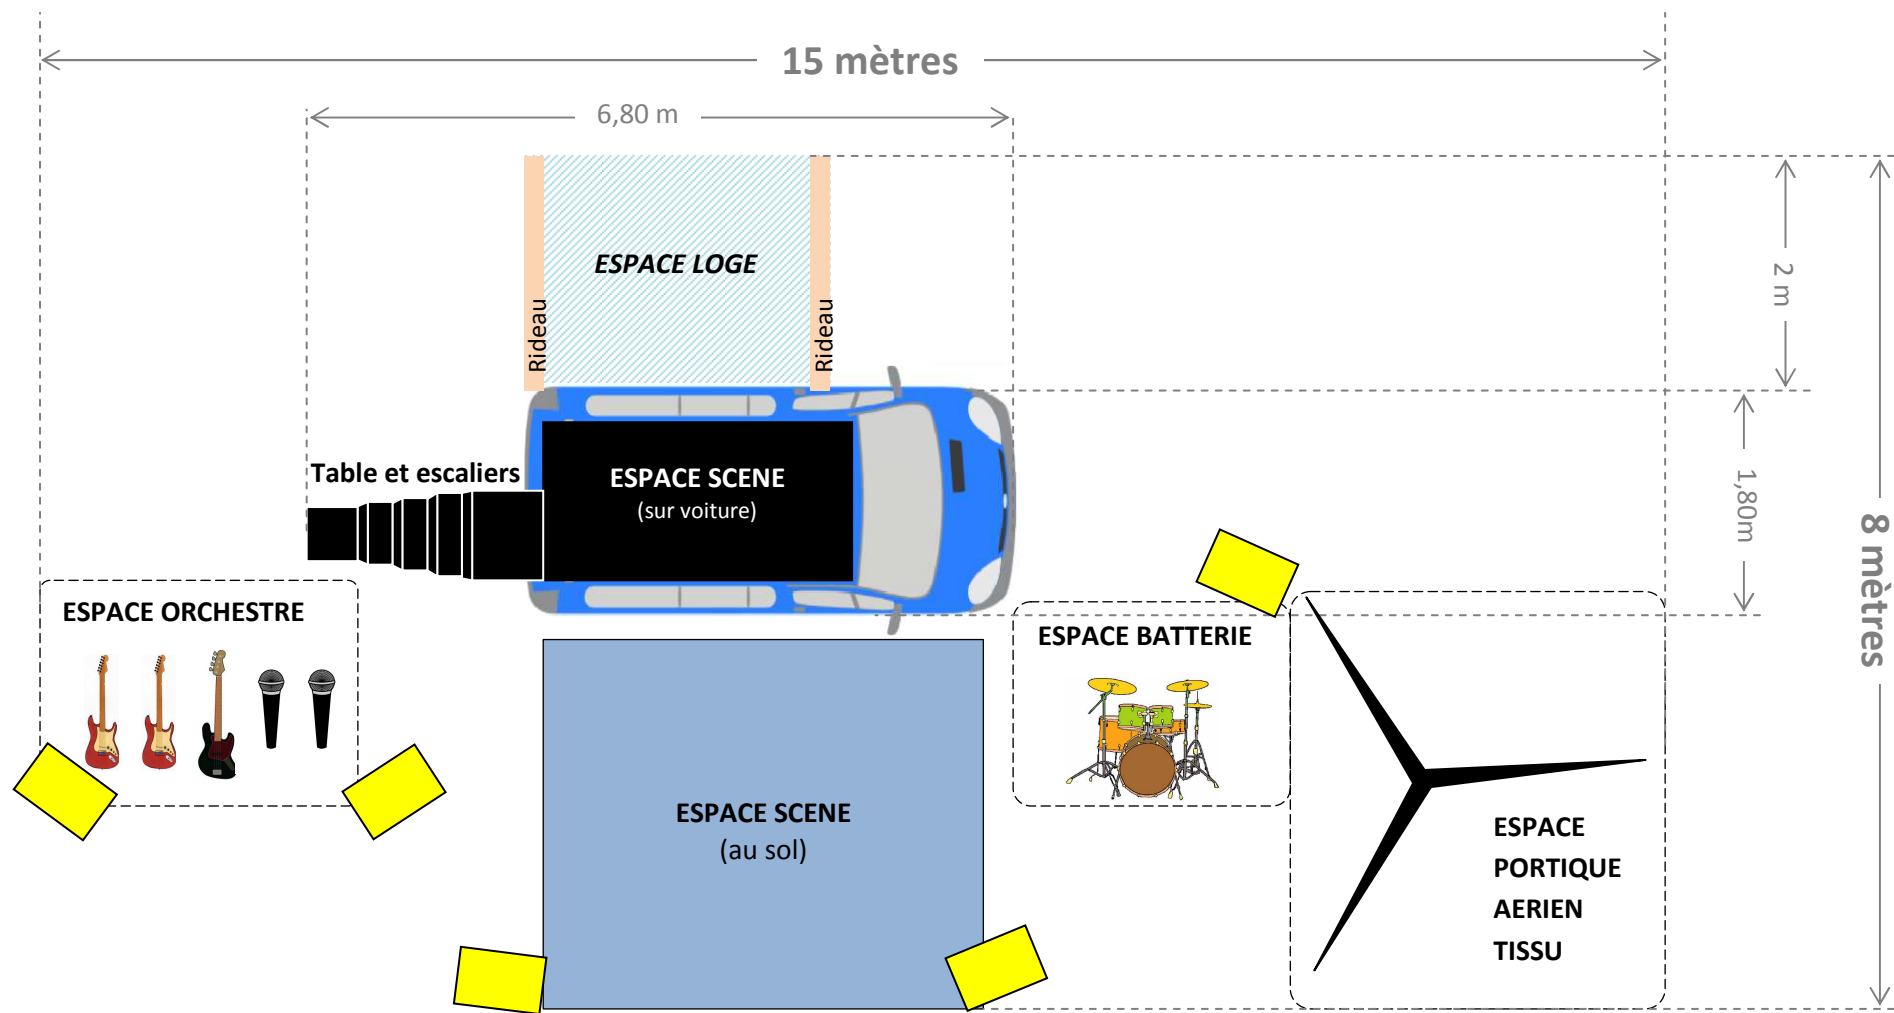 15 mètres
6,80 m
ESPACE LOGE
Rideau
Rideau
2 m
Table et escaliers
ESPACE SCENE
(sur voiture)
1,80m
8 mètres
ESPACE ORCHESTRE
ESPACE BATTERIE
ESPACE SCENE
(au sol)
ESPACE
PORTIQUE
AERIEN
TISSU